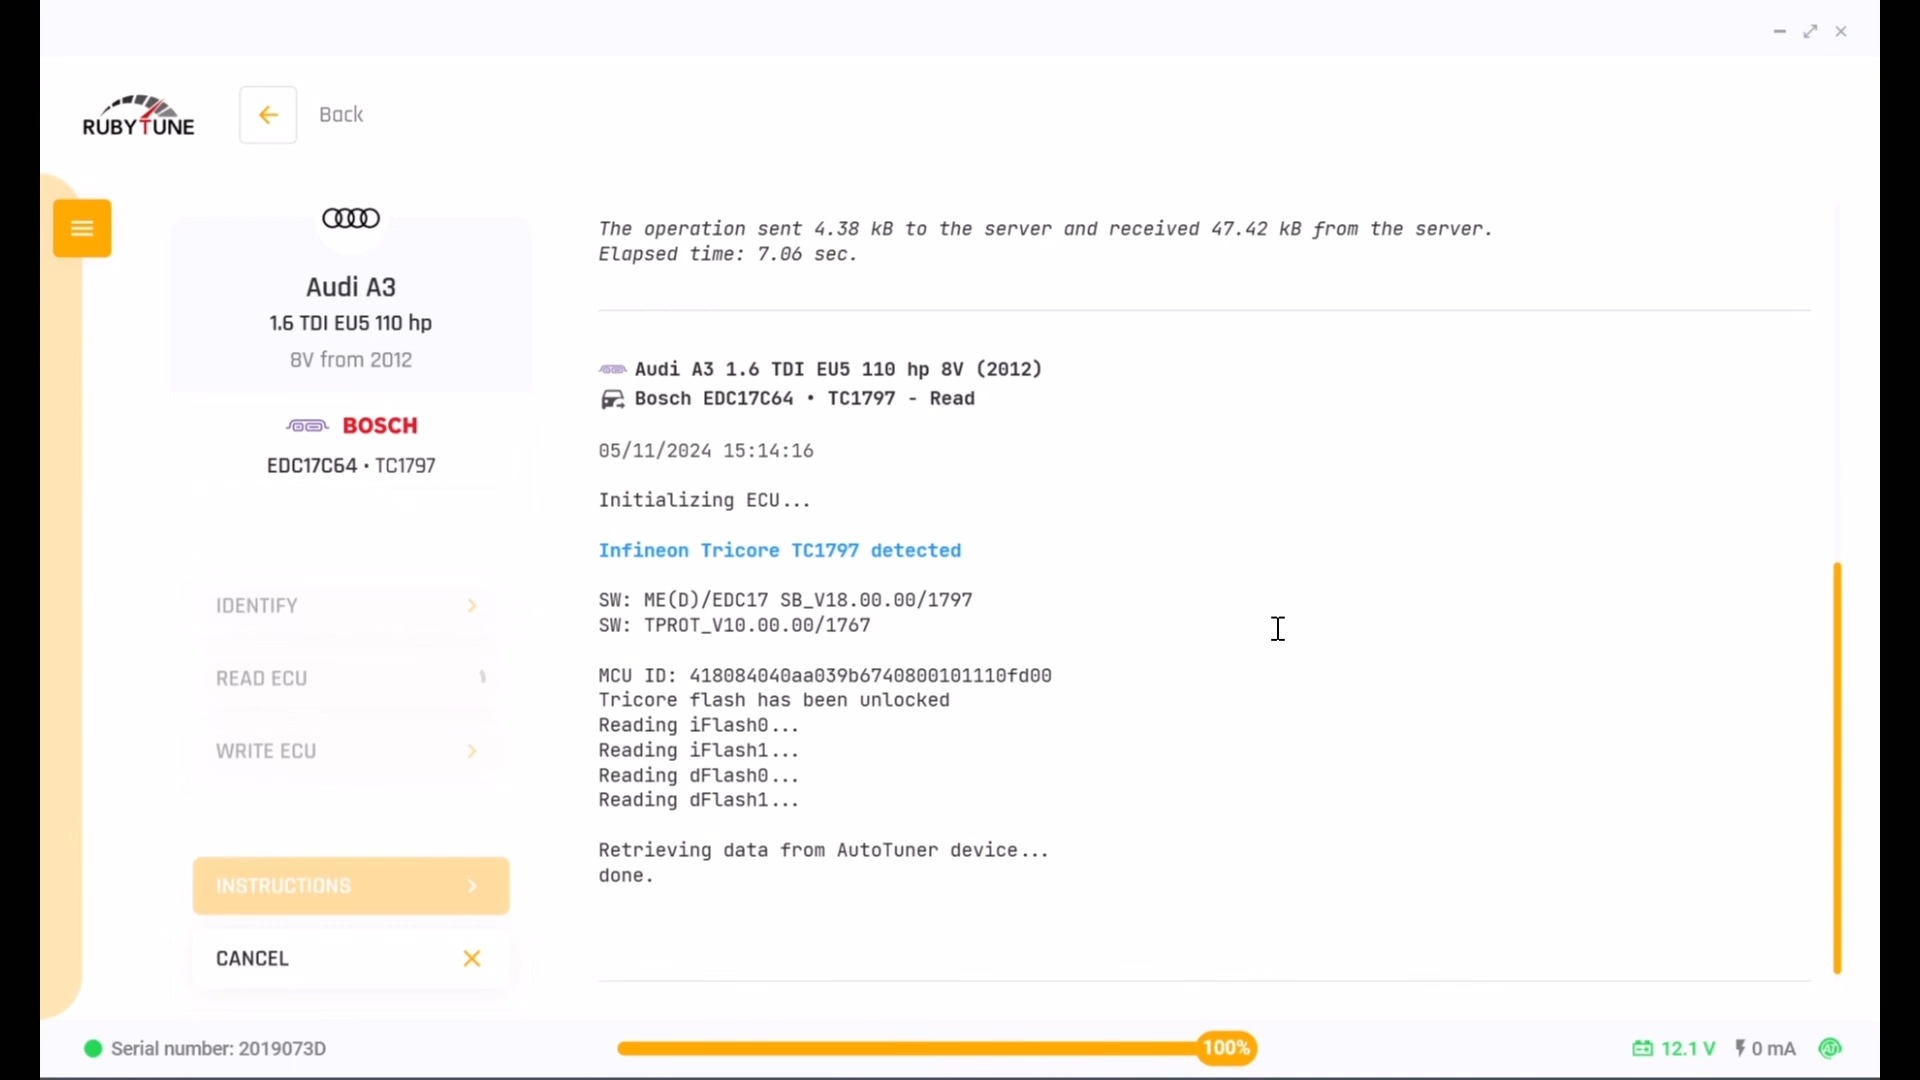 RUBYTUNE
Back
Audi A3
1.6 TDI EU5 110 hp
8V from 2012
BOSCH
EDC17C64 • TC1797
IDENTIFY
READ ECU
WRITE ECU
INSTRUCTIONS
CANCEL
The operation sent 4.38 kB to the server and received 47.42 kB from the server.
Elapsed time: 7.06 sec.
Audi A3 1.6 TDI EU5 110 hp 8V (2012)
Bosch EDC17C64 • TC1797 - Read
05/11/2024 15:14:16
Initializing ECU...
Infineon Tricore TC1797 detected
SW: ME(D)/EDC17 SB_V18.00.00/1797
SW: TPROT_V10.00.00/1767
MCU ID: 418084040aa039b6740800101110fd00
Tricore flash has been unlocked
Reading iFlash0...
Reading iFlash1...
Reading dFlash0...
Reading dFlash1...
Retrieving data from AutoTuner device...
done.
Serial number: 2019073D
100%
12.1 V
0 mA